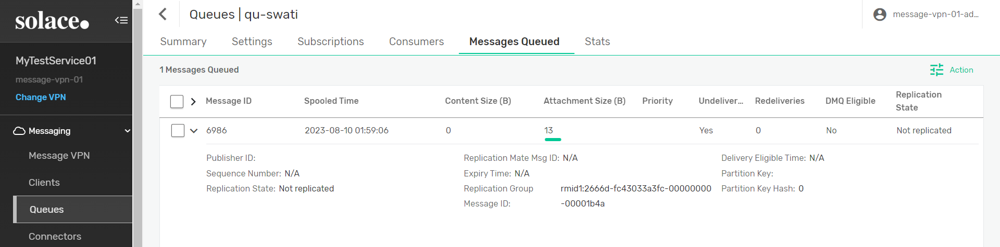 solace.
MyTestService01
message-vpn-01
Change VPN
Messaging
Message VPN
Clients
Queues
Connectors
Queues | qu-swati
message-vpn-01-ad...
Summary Settings Subscriptions Consumers Messages Queued Stats
1 Messages Queued
Action
Message ID Spooled Time Content Size (B) Attachment Size (B) Priority Undeliver... Redeliveries DMQ Eligible Replication State
6986 2023-08-10 01:59:06 0 13 Yes 0 No Not replicated
Publisher ID: Replication Mate Msg ID: N/A Delivery Eligible Time: N/A
Sequence Number: N/A Expiry Time: N/A Partition Key:
Replication State: Not replicated Replication Group rmid1:2666d-fc43033a3fc-00000000 Partition Key Hash: 0
Message ID: -00001b4a